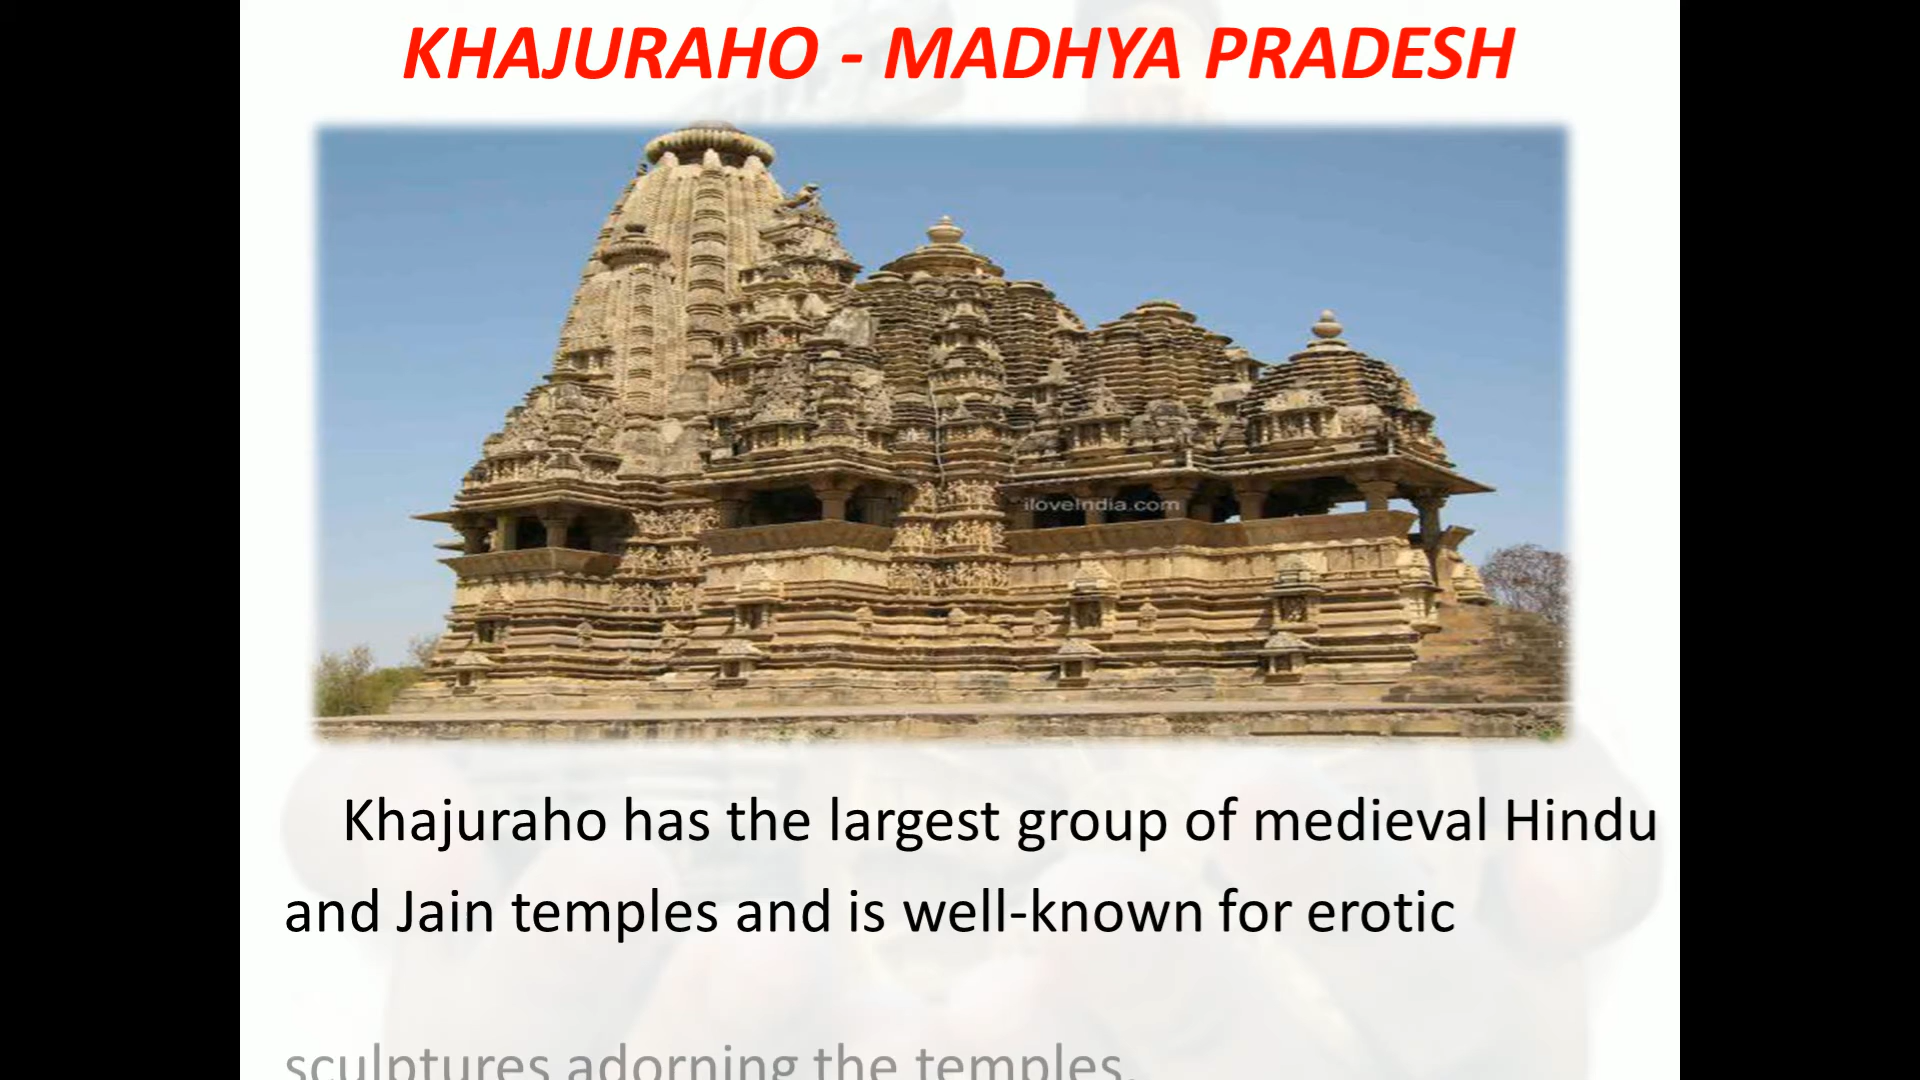 KHAJURAHO - MADHYA PRADESH
iloveIndia.com
Khajuraho has the largest group of medieval Hindu
and Jain temples and is well-known for erotic
sculptures adorning the temples.